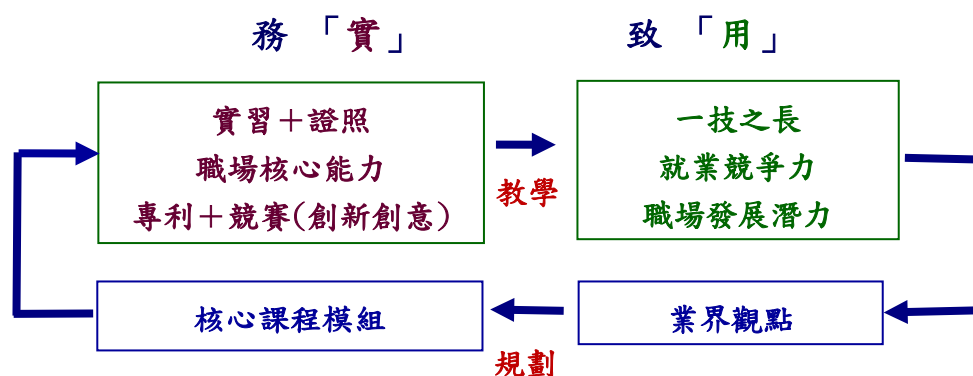 務「實」
致「用」
實習＋證照
職場核心能力
專利＋競賽(創新創意)
教學
一技之長
就業競爭力
職場發展潛力
核心課程模組
規劃
業界觀點